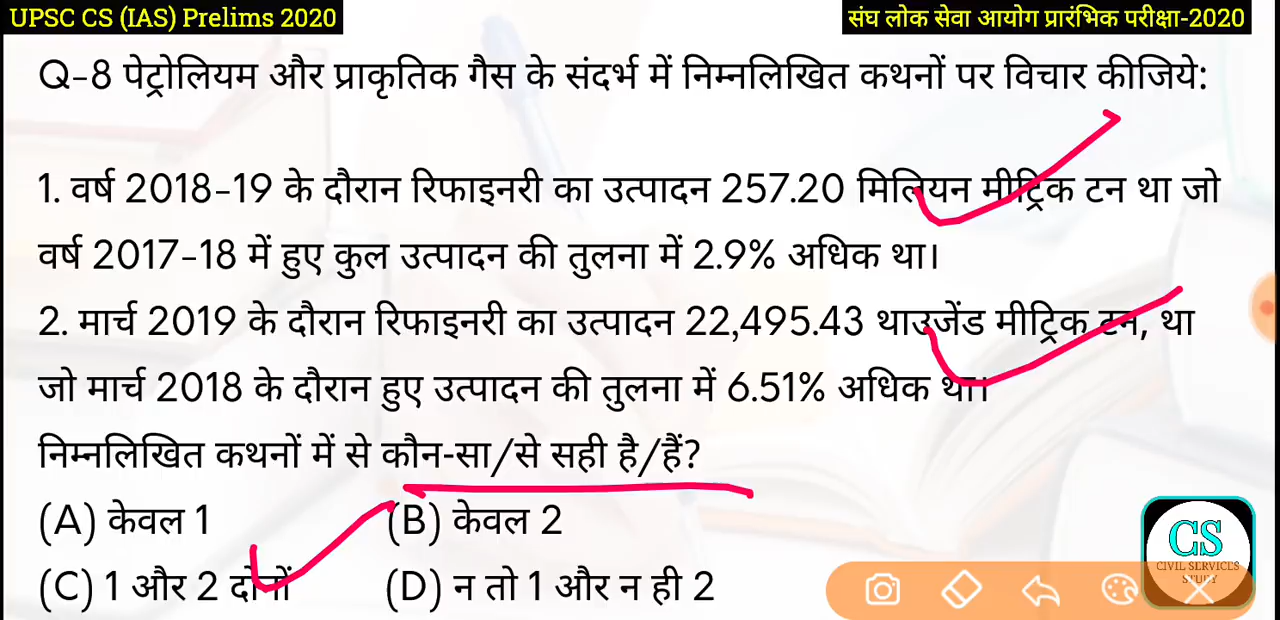 UPSC CS (IAS) Prelims 2020
संघ लोक सेवा आयोग प्रारंभिक परीक्षा-2020
Q-8 पेट्रोलियम और प्राकृतिक गैस के संदर्भ में निम्नलिखित कथनों पर विचार कीजिये:
1. वर्ष 2018-19 के दौरान रिफाइनरी का उत्पादन 257.20 मिलियन मीट्रिक टन था जो
वर्ष 2017-18 में हुए कुल उत्पादन की तुलना में 2.9% अधिक था।
2. मार्च 2019 के दौरान रिफाइनरी का उत्पादन 22,495.43 थाउजेंड मीट्रिक टन, था
जो मार्च 2018 के दौरान हुए उत्पादन की तुलना में 6.51% अधिक था।
निम्नलिखित कथनों में से कौन-सा/से सही है/हैं?
(A) केवल 1 (B) केवल 2
(C) 1 और 2 दोनों (D) न तो 1 और न ही 2
CS
CIVIL SERVICES
STUDY